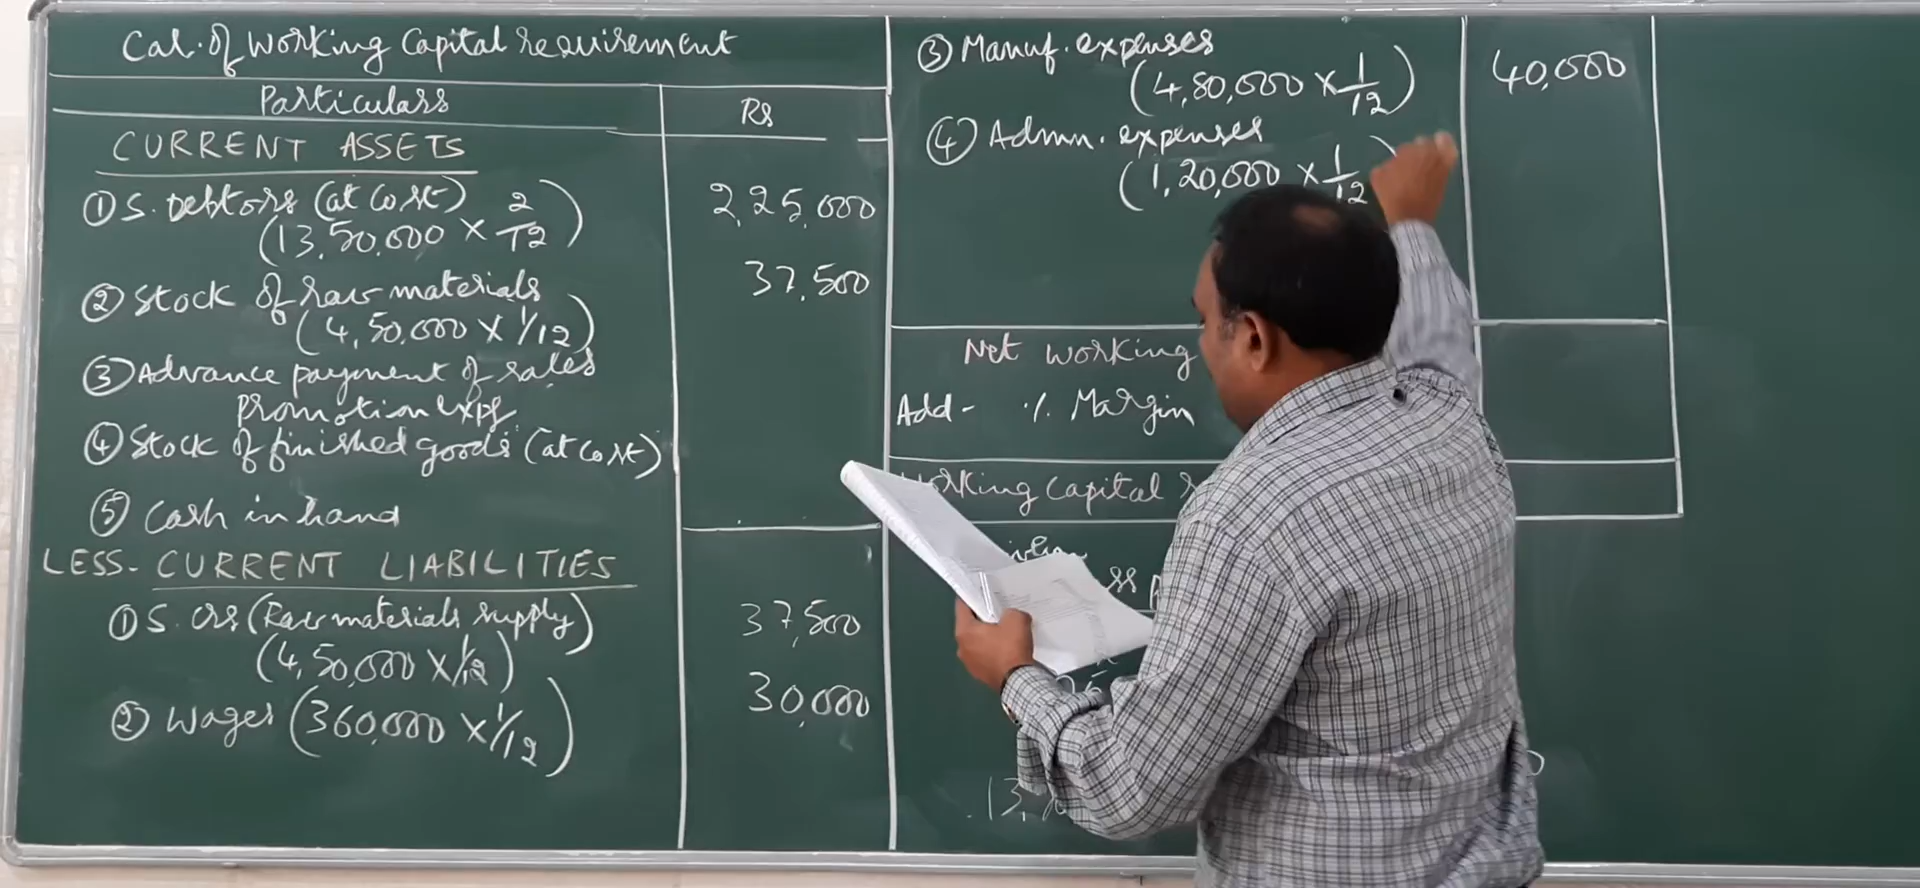 Cal. of Working Capital requirement
Particulars
Rs
CURRENT ASSETS
① S. Debtors (at Cost)
(13,50,000 × 2/12)
2,25,000
② Stock of raw materials
37,500
(4,50,000 × 1/12)
③ Advance payment of sales
promotion exps
④ Stock of finished goods (at Cost)
⑤ Cash in hand
LESS - CURRENT LIABILITIES
① S. Crs (Raw materials supply)
37,500
(4,50,000 × 1/12)
② Wages (360,000 × 1/12)
30,000
③ Manuf. expenses
(4,80,000 × 1/12)
40,000
④ Admn. expenses
(1,20,000 × 1/12)
Net working
Add - % Margin
Working Capital